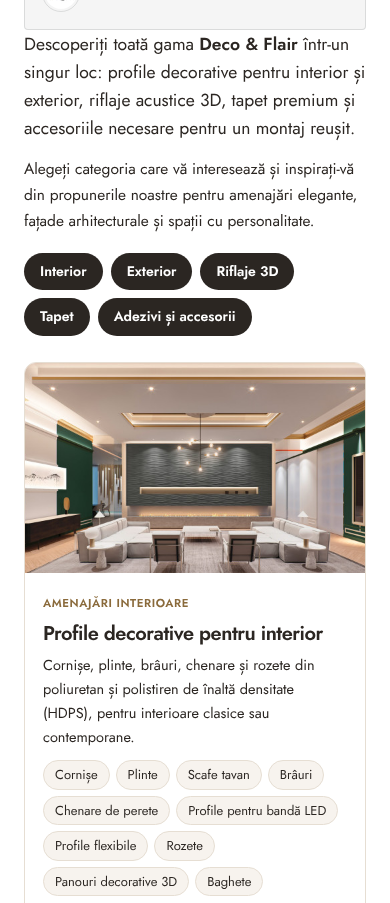 Descoperiți toată gama Deco & Flair într-un
singur loc: profile decorative pentru interior și
exterior, riflaje acustice 3D, tapet premium și
accesoriile necesare pentru un montaj reușit.
Alegeți categoria care vă interesează și inspirați-vă
din propunerile noastre pentru amenajări elegante,
fațade arhitecturale și spații cu personalitate.
Interior
Exterior
Riflaje 3D
Tapet
Adezivi și accesorii
AMENAJĂRI INTERIOARE
Profile decorative pentru interior
Cornișe, plinte, brâuri, chenare și rozete din
poliuretan și polistiren de înaltă densitate
(HDPS), pentru interioare clasice sau
contemporane.
Cornișe
Plinte
Scafe tavan
Brâuri
Chenare de perete
Profile pentru bandă LED
Profile flexibile
Rozete
Panouri decorative 3D
Baghete